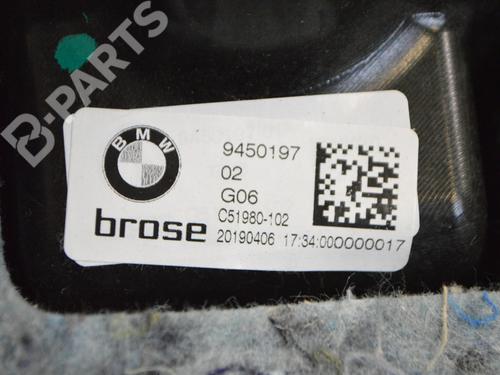 B-PARTS
BMW
9450197
02
G06
C51980-102
brose
20190406 17:34:000000017